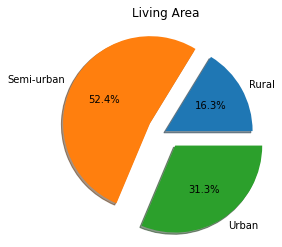 Living Area
Semi-urban
52.4%
Rural
16.3%
31.3%
Urban